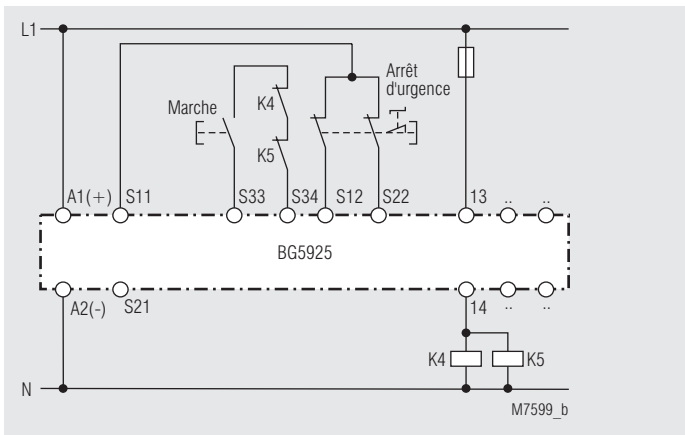 L1
Arrêt
d'urgence
Marche
K4
K5
A1(+)
S11
S33
S34
S12
S22
13
..
..
BG5925
A2(-)
S21
14
..
..
K4
K5
N
M7599_b